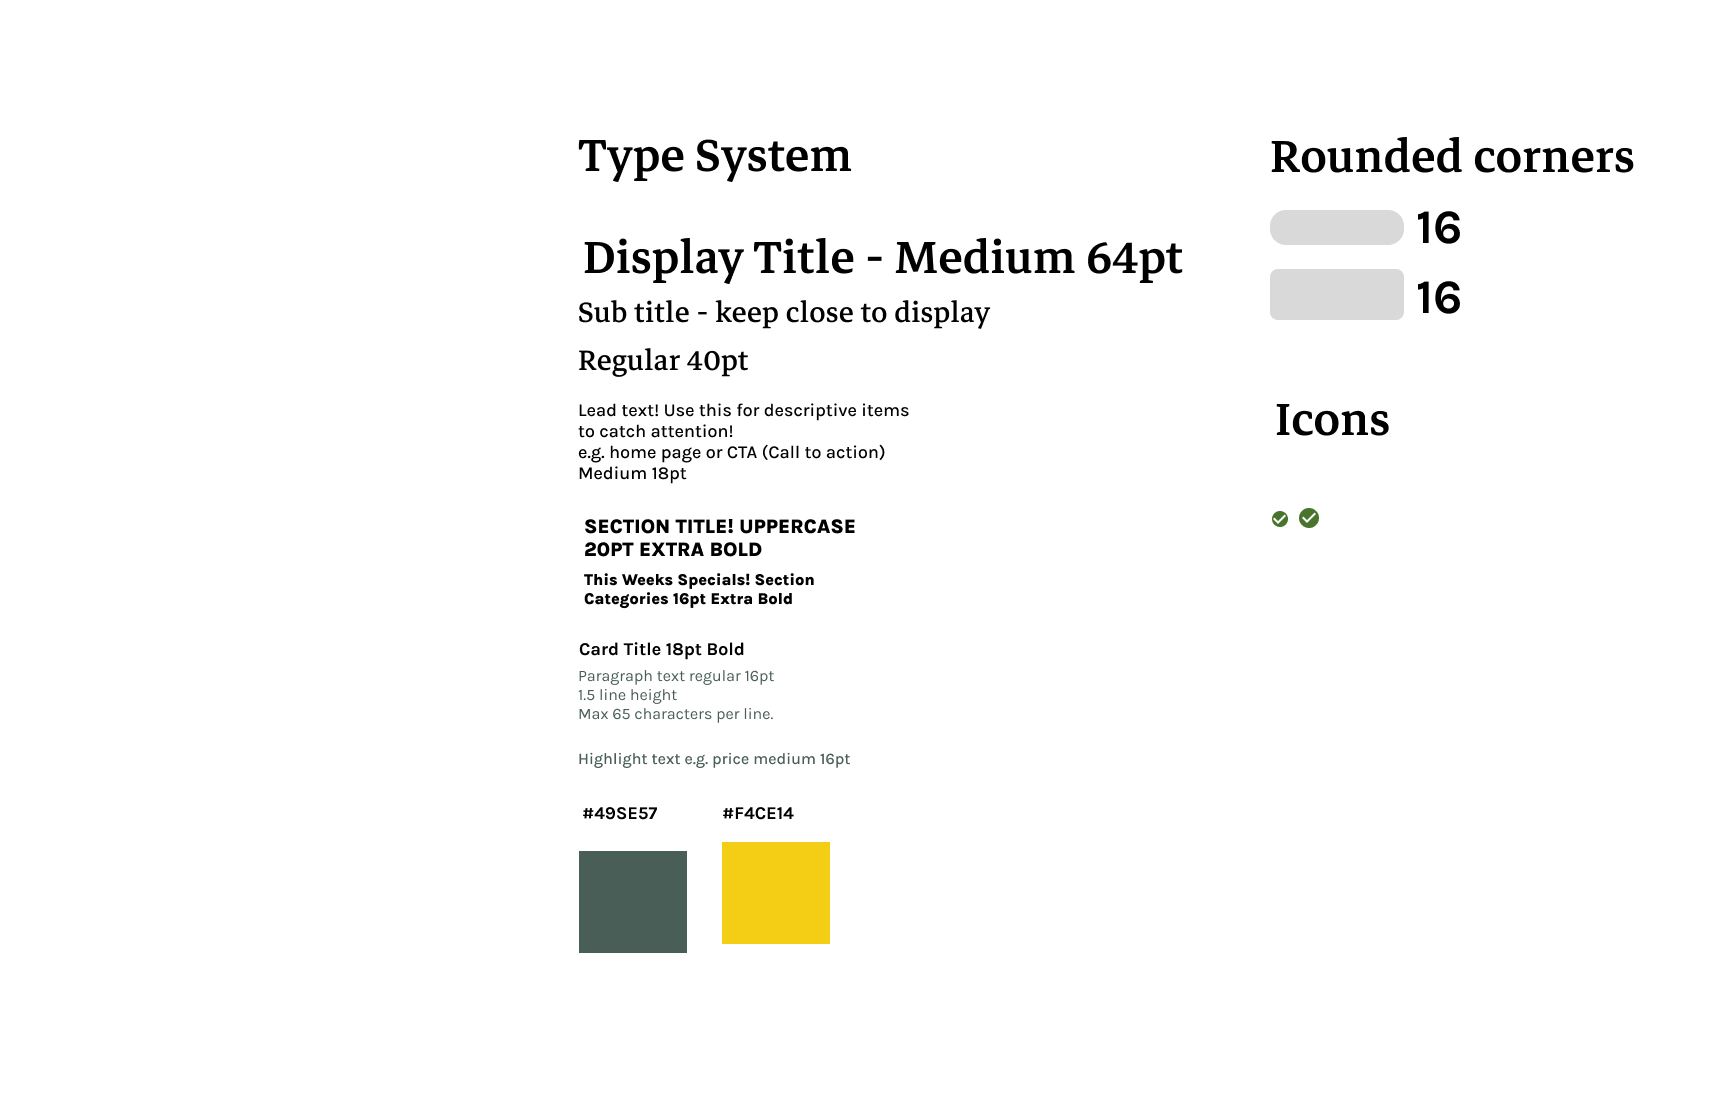 Type System
Display Title - Medium 64pt
Sub title - keep close to display
Regular 40pt
Lead text! Use this for descriptive items
to catch attention!
e.g. home page or CTA (Call to action)
Medium 18pt
SECTION TITLE! UPPERCASE
20PT EXTRA BOLD
This Weeks Specials! Section
Categories 16pt Extra Bold
Card Title 18pt Bold
Paragraph text regular 16pt
1.5 line height
Max 65 characters per line.
Highlight text e.g. price medium 16pt
#49SE57
#F4CE14
Rounded corners
16
16
Icons